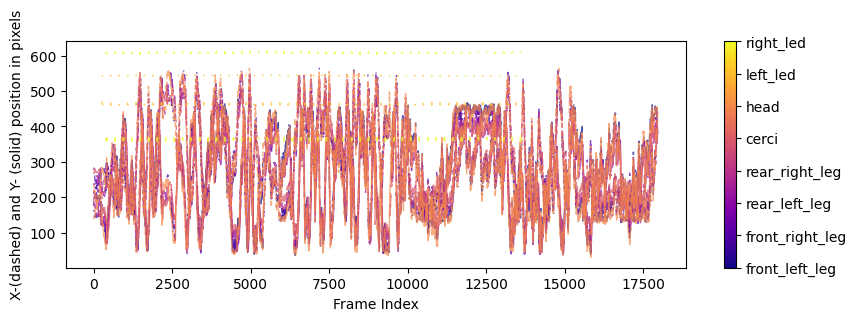 X-(dashed) and Y- (solid) position in pixels
600
500
400
300
200
100
0
2500
5000
7500
10000
12500
15000
17500
Frame Index
right_led
left_led
head
cerci
rear_right_leg
rear_left_leg
front_right_leg
front_left_leg